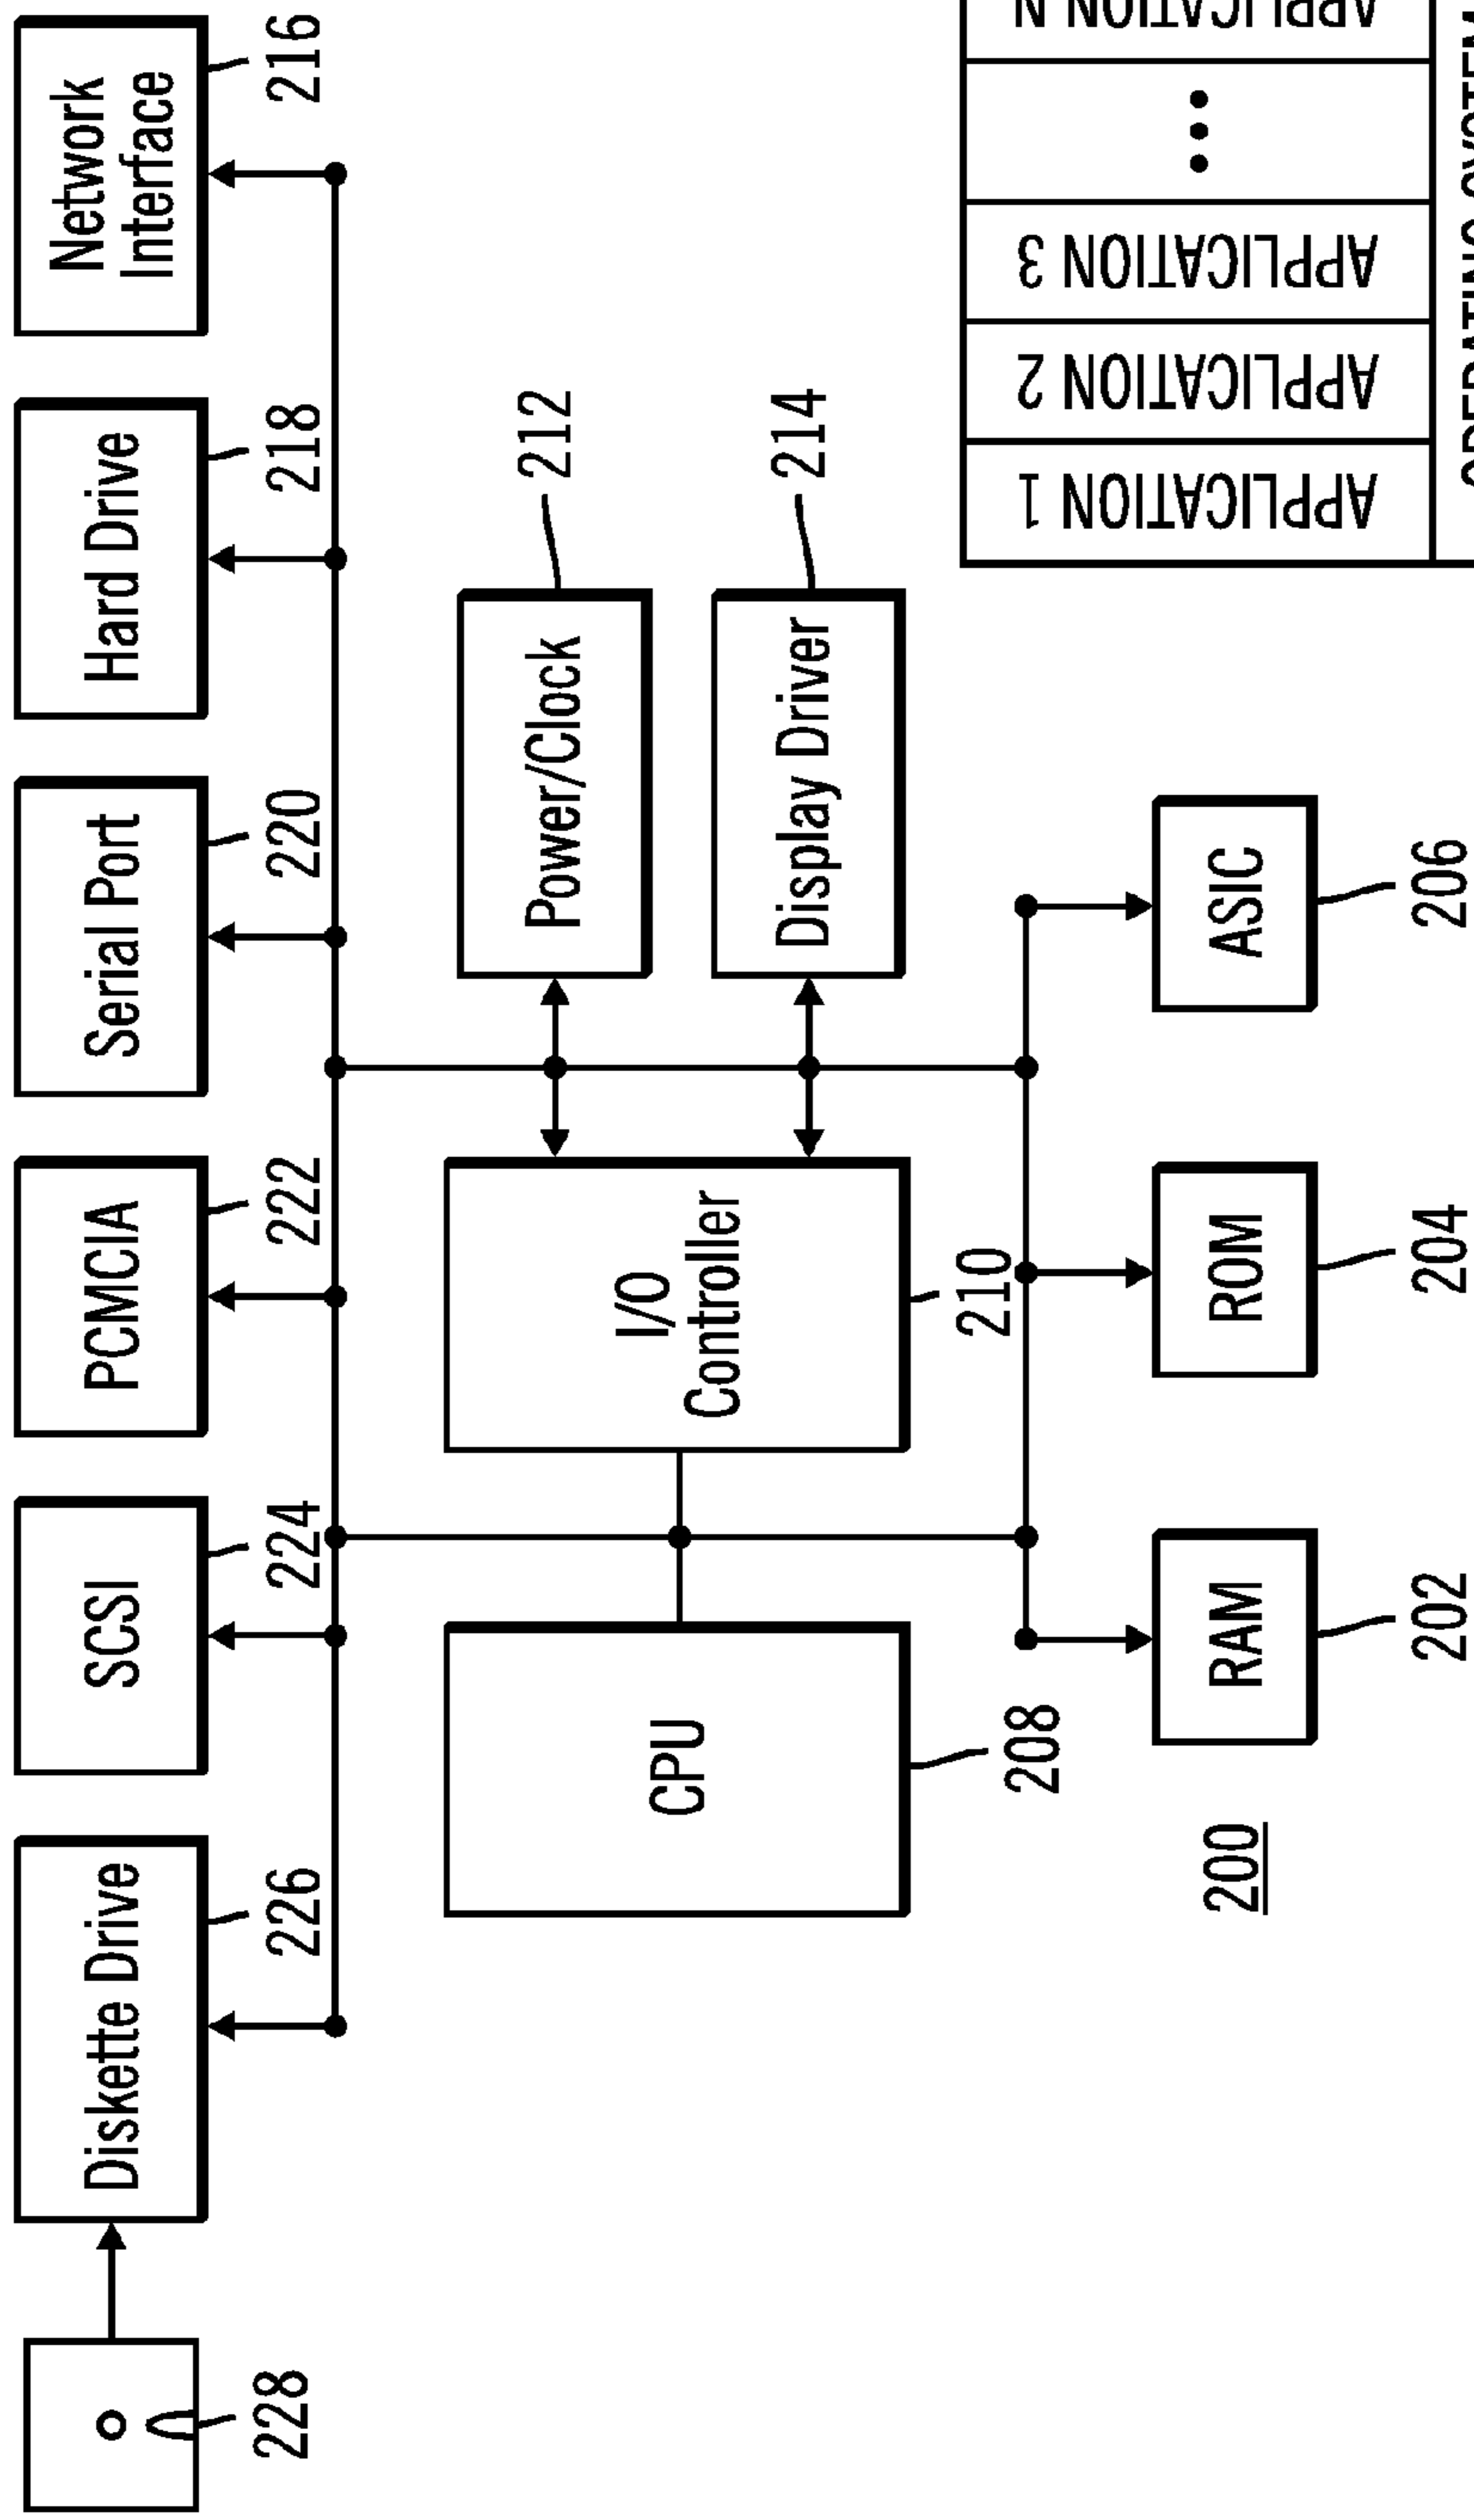 228
Diskette Drive
226
SCSI
224
PCMCIA
222
Serial Port
220
Hard Drive
218
Network
Interface
216
CPU
208
I/O
Controller
210
Power/Clock
212
Display Driver
214
200
RAM
202
ROM
204
ASIC
206
APPLICATION 1
APPLICATION 2
APPLICATION 3
•••
APPLICATION N